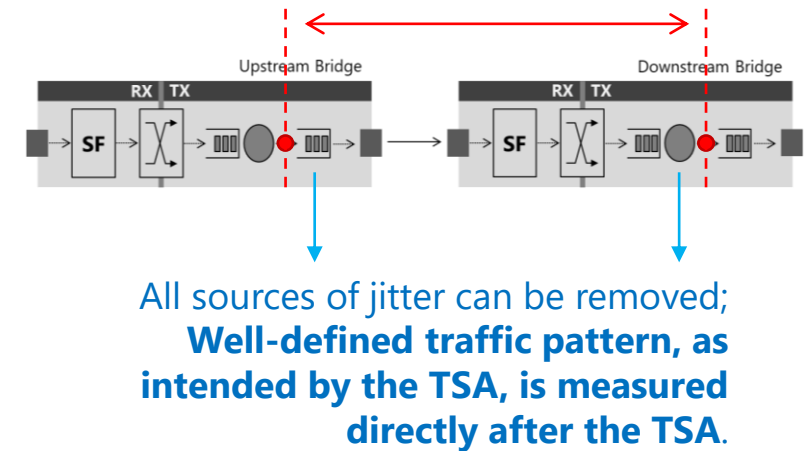 Upstream Bridge
Downstream Bridge
RX TX
RX TX
SF
SF
All sources of jitter can be removed;
Well-defined traffic pattern, as
intended by the TSA, is measured
directly after the TSA.